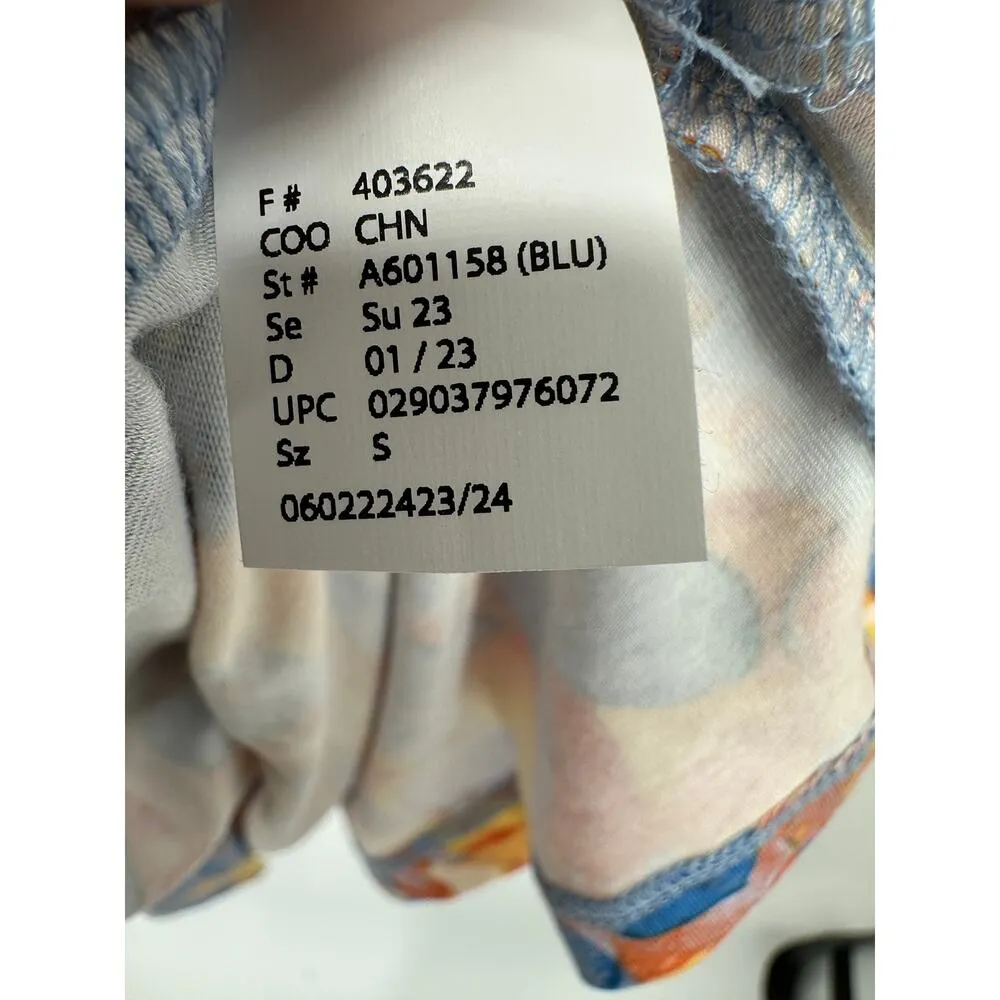 F # 403622
COO CHN
St # A601158 (BLU)
Se Su 23
D 01 / 23
UPC 029037976072
Sz S
060222423/24